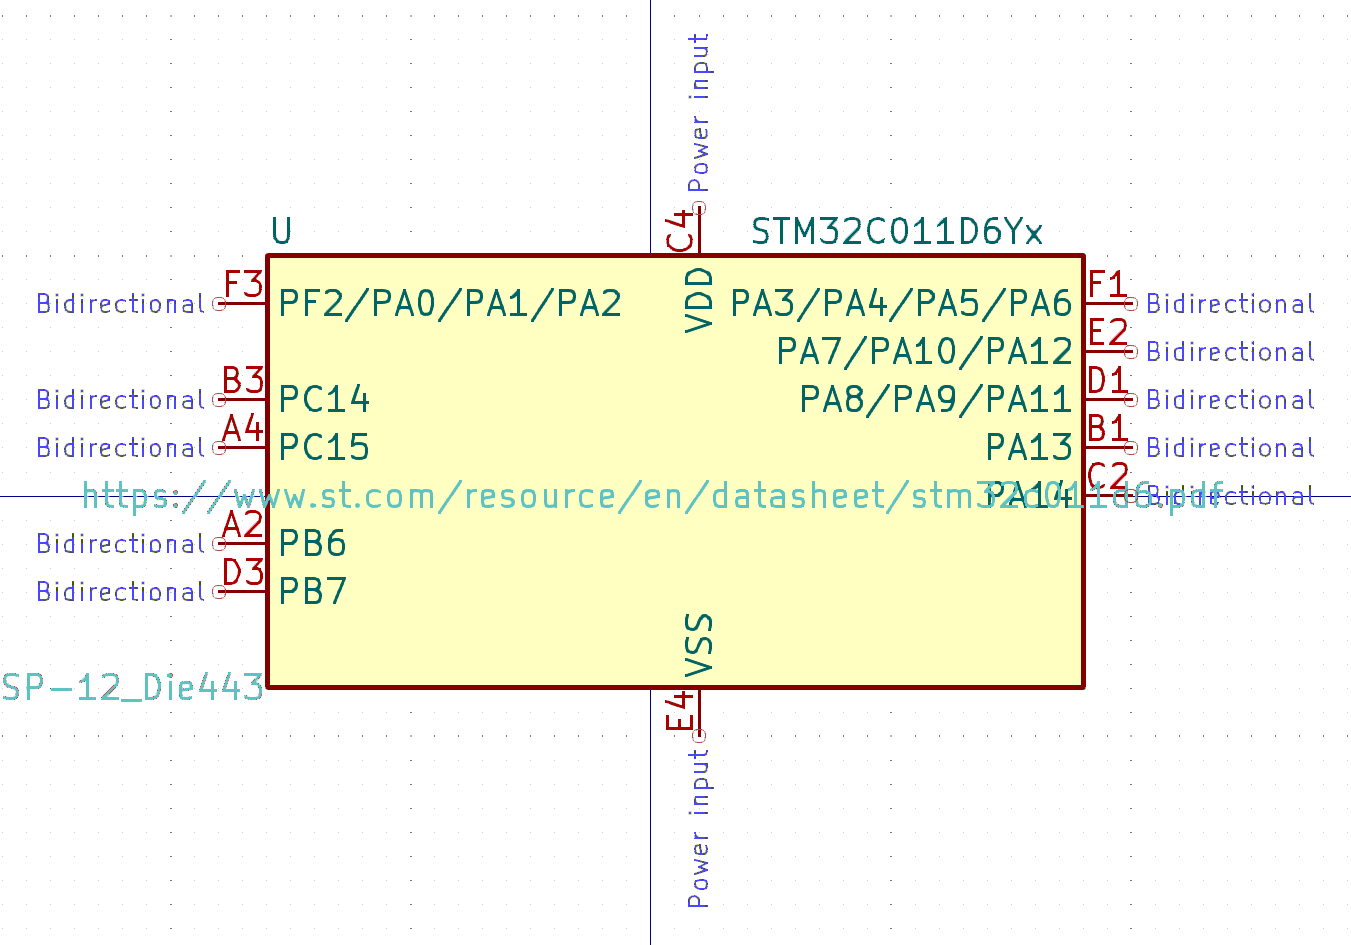 Power input
C4
U
STM32C011D6Yx
VDD
F3
Bidirectional
PF2/PA0/PA1/PA2
PA3/PA4/PA5/PA6
F1
Bidirectional
PA7/PA10/PA12
E2
Bidirectional
B3
Bidirectional
PC14
PA8/PA9/PA11
D1
Bidirectional
A4
Bidirectional
PC15
PA13
B1
Bidirectional
https://www.st.com/resource/en/datasheet/stm32c011d6.pdf
PA14
C2
Bidirectional
A2
Bidirectional
PB6
D3
Bidirectional
PB7
VSS
SP-12_Die443
E4
Power input